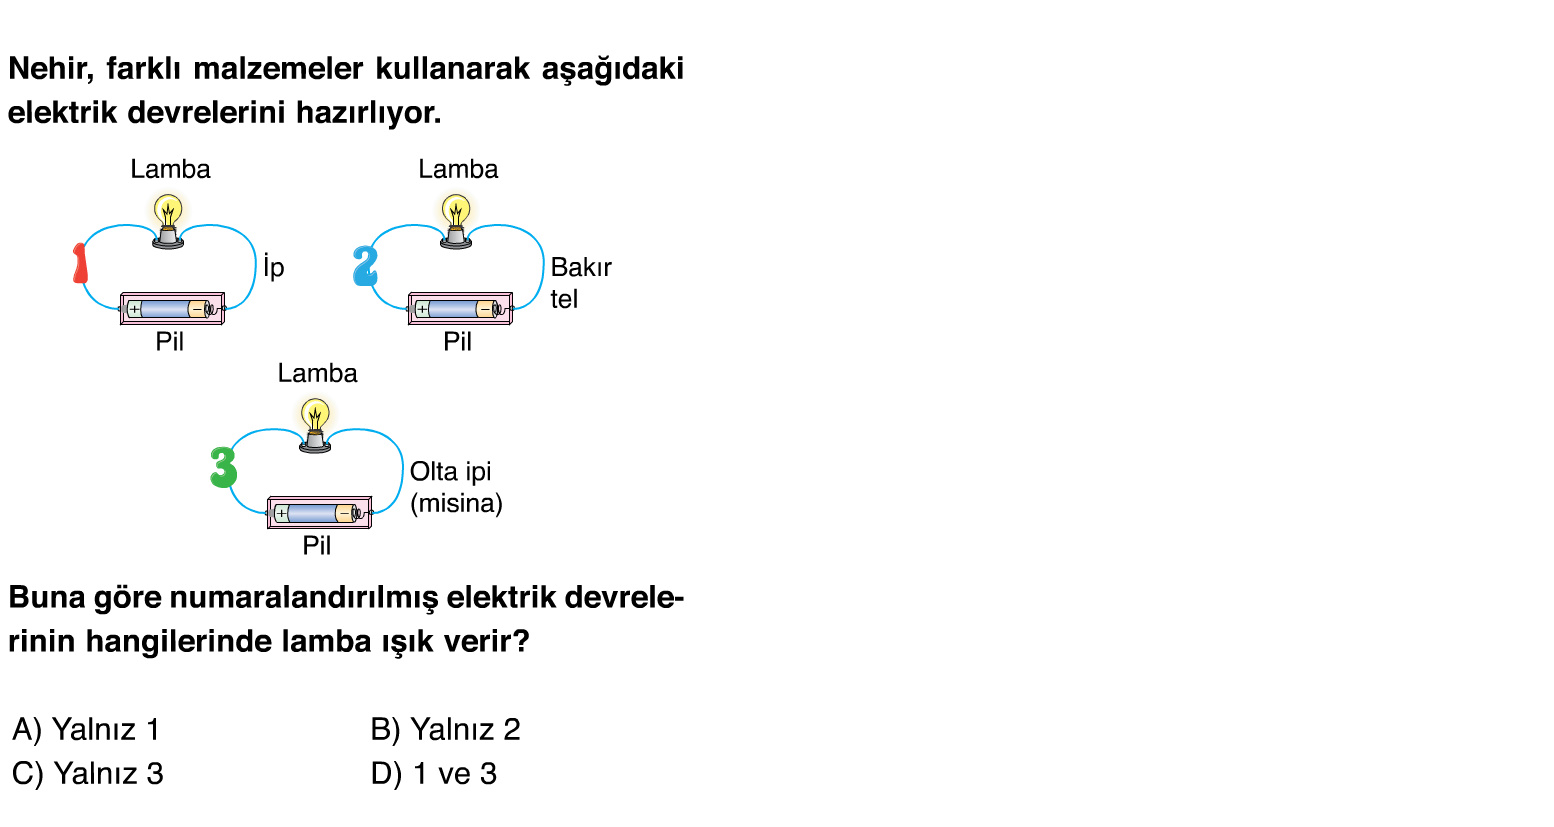 Nehir, farklı malzemeler kullanarak aşağıdaki
elektrik devrelerini hazırlıyor.
Lamba
Lamba
1
İp
2
Bakır
tel
+ −
+ −
Pil
Pil
Lamba
3
Olta ipi
(misina)
+ −
Pil
Buna göre numaralandırılmış elektrik devrele-
rinin hangilerinde lamba ışık verir?
A) Yalnız 1
B) Yalnız 2
C) Yalnız 3
D) 1 ve 3